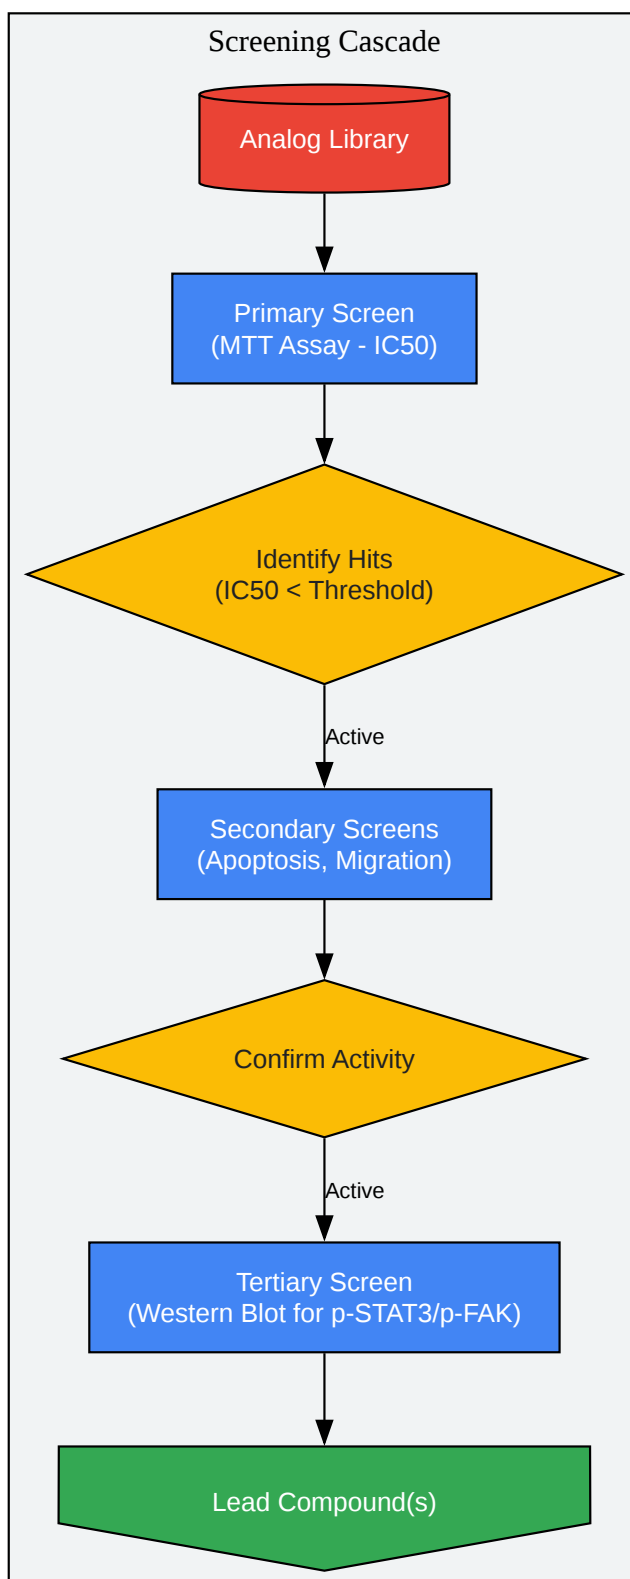 Screening Cascade
Analog Library
Primary Screen
(MTT Assay - IC50)
Identify Hits
(IC50 < Threshold)
Active
Secondary Screens
(Apoptosis, Migration)
Confirm Activity
Active
Tertiary Screen
(Western Blot for p-STAT3/p-FAK)
Lead Compound(s)